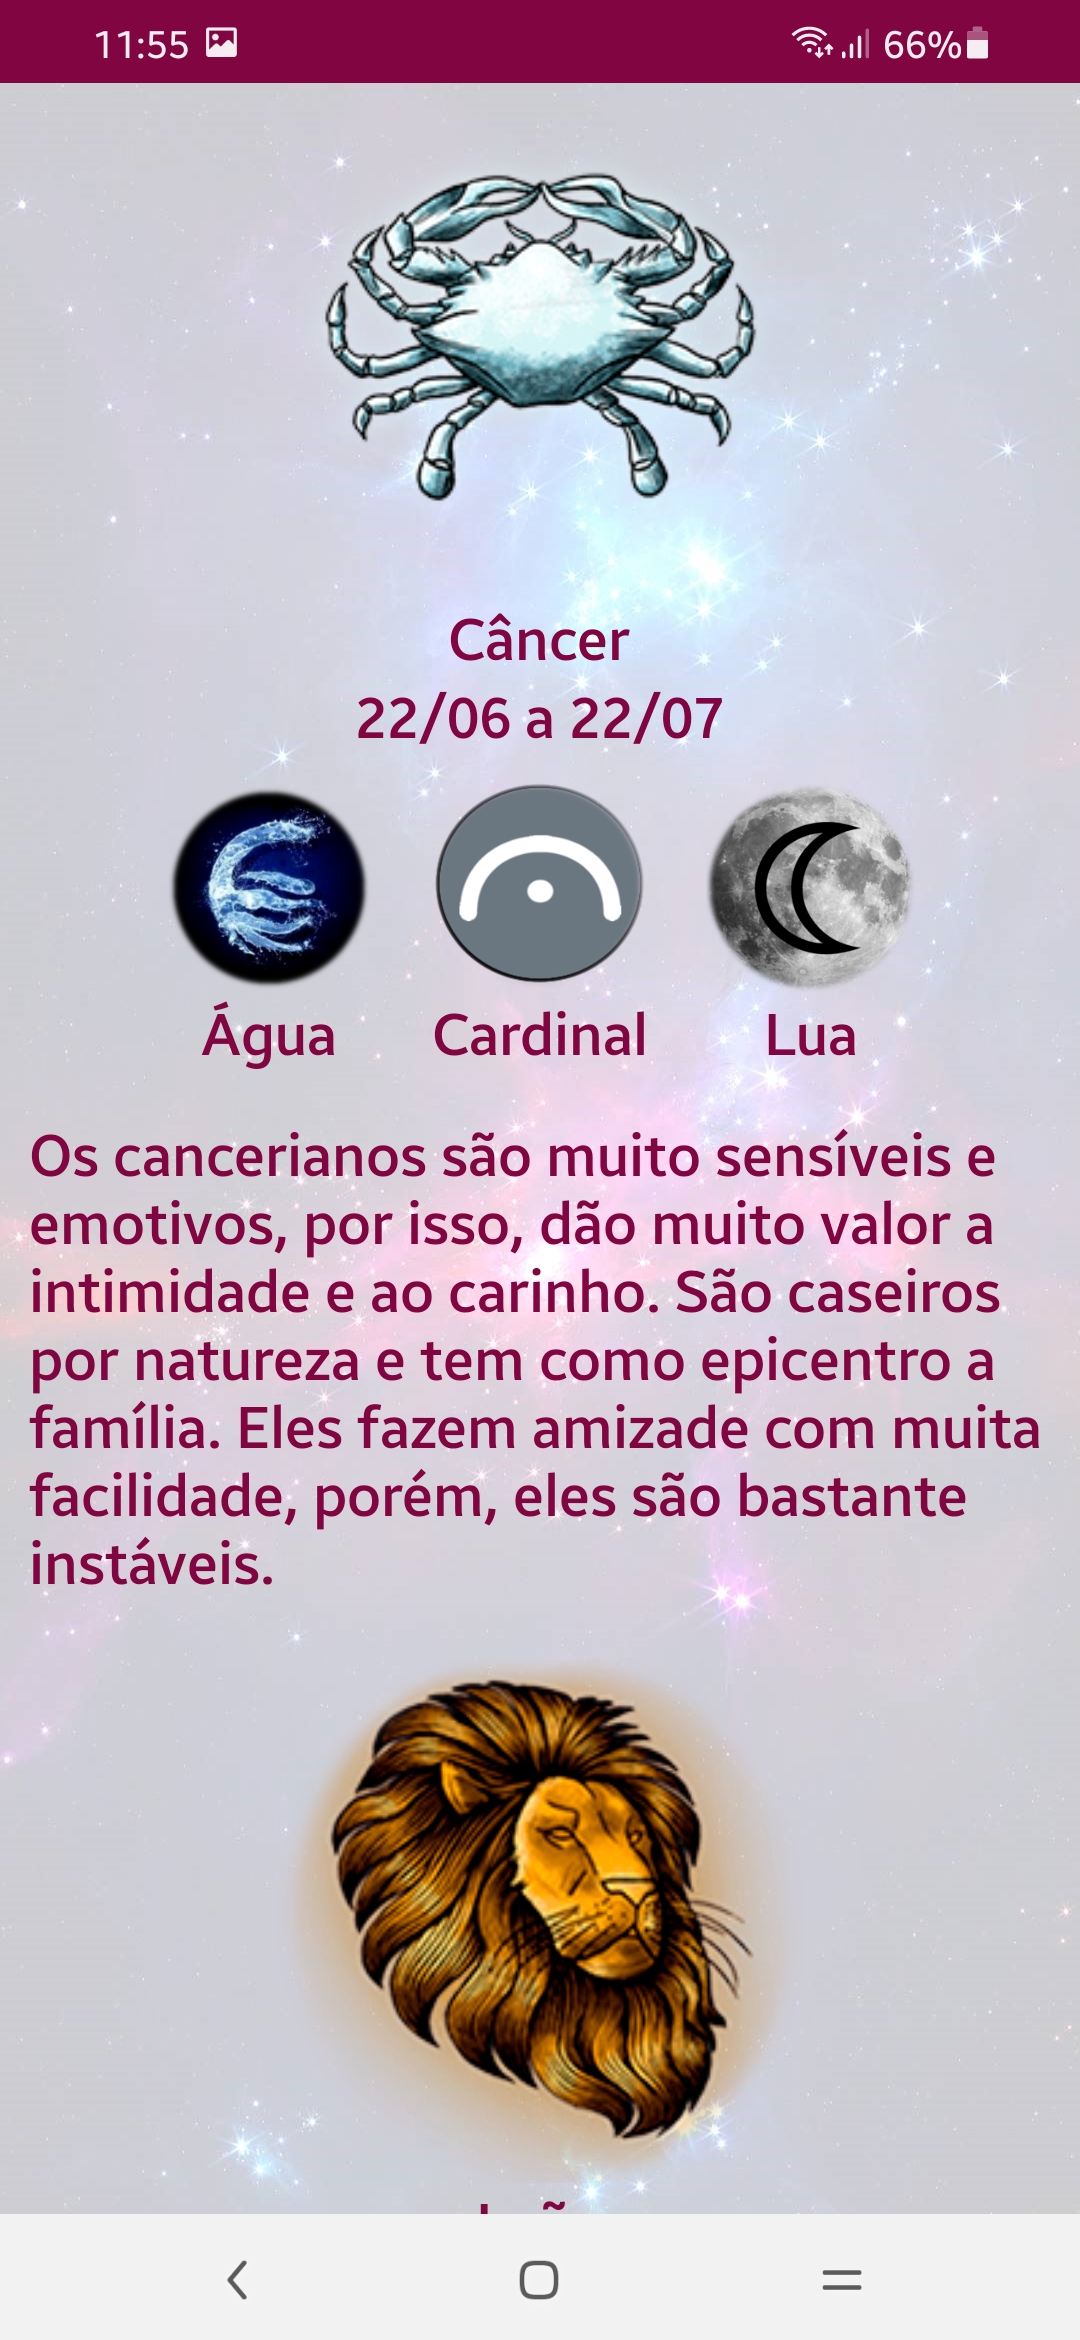 11:55
66%
Câncer
22/06 a 22/07
Água Cardinal Lua
Os cancerianos são muito sensíveis e
emotivos, por isso, dão muito valor a
intimidade e ao carinho. São caseiros
por natureza e tem como epicentro a
família. Eles fazem amizade com muita
facilidade, porém, eles são bastante
instáveis.